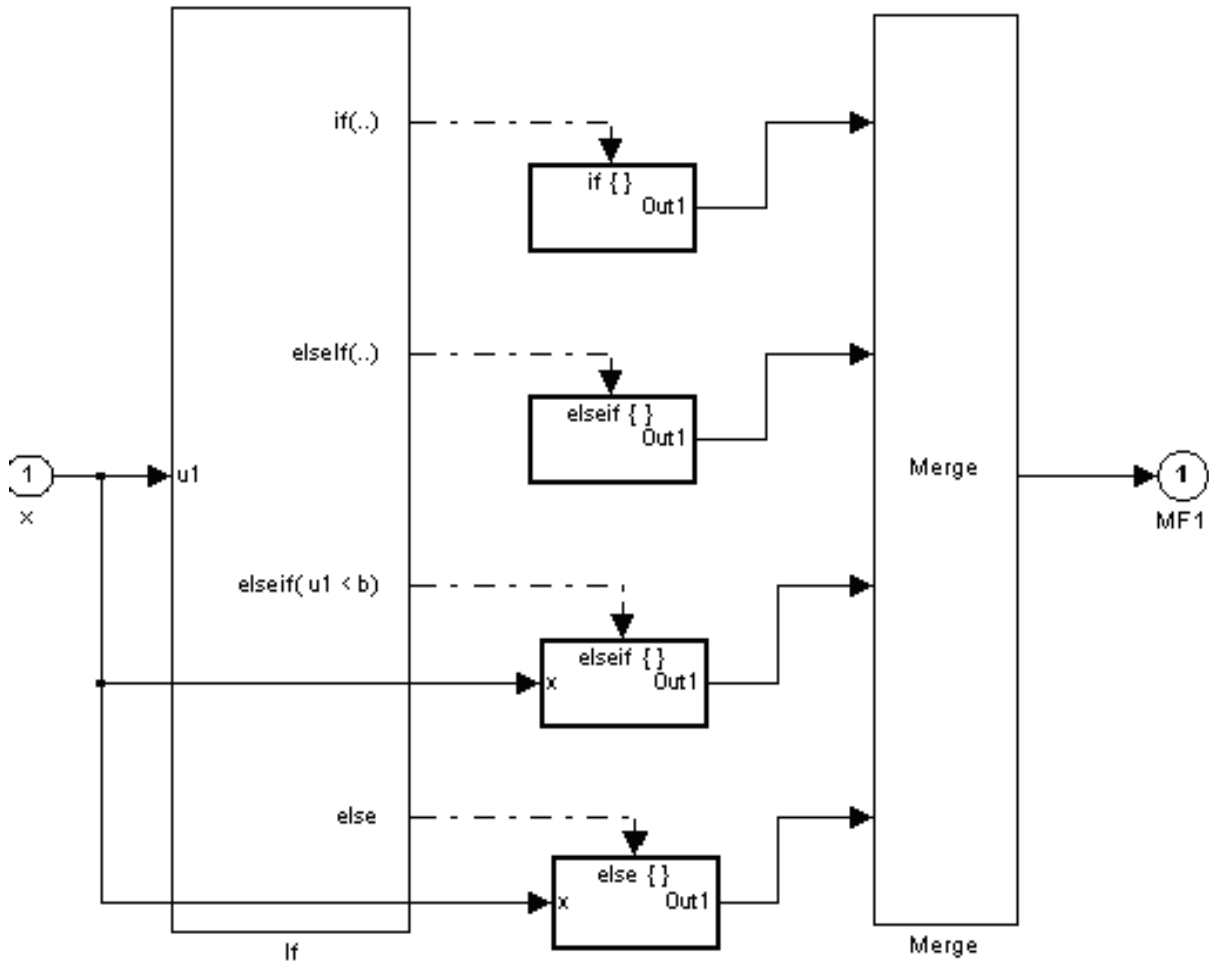 if(..)
if { }
Out1
elseIf(..)
elseif { }
Out1
1
x
u1
Merge
1
MF1
elseif( u1 < b)
elseif { }
x
Out1
else
else { }
x
Out1
If
Merge